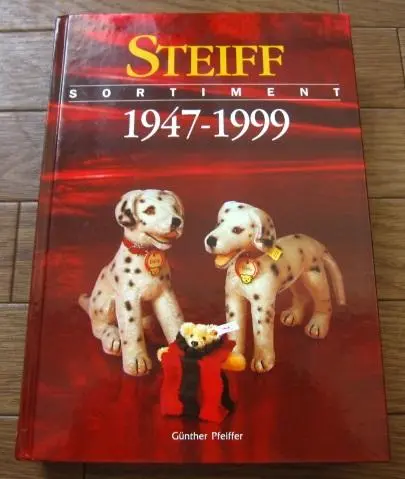 STEIFF
SORTIMENT
1947-1999
Günther Pfeiffer